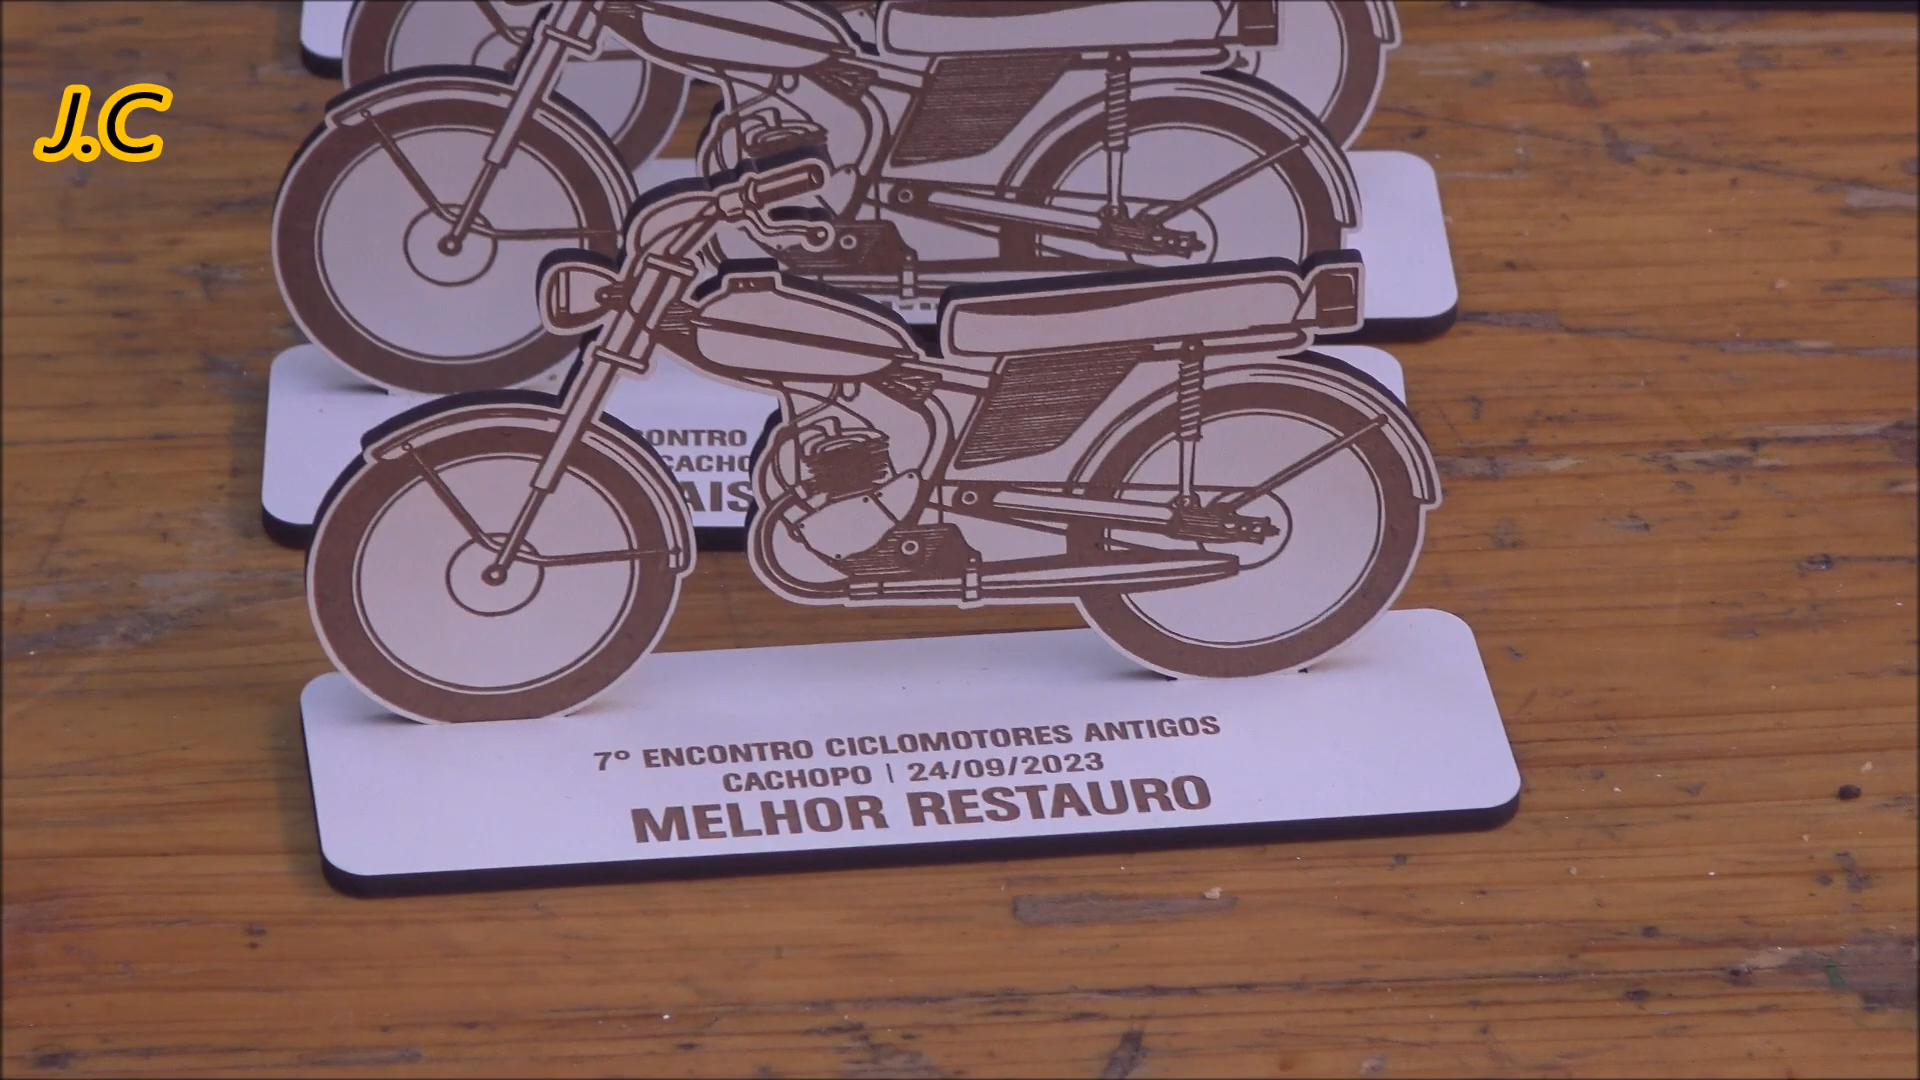 J.C
7º ENCONTRO CICLOMOTORES ANTIGOS
CACHOPO | 24/09/2023
MELHOR RESTAURO